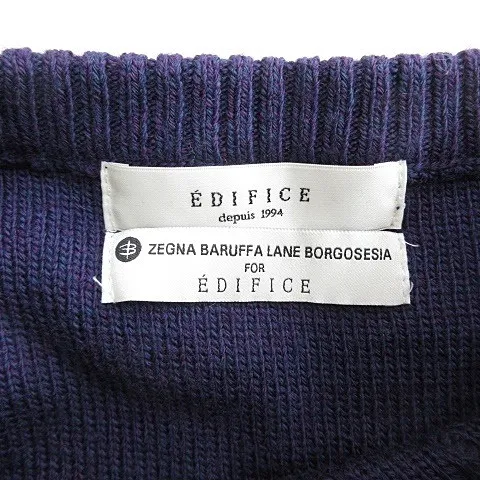 ÉDIFICE
depuis 1994
ZEGNA BARUFFA LANE BORGOSESIA
FOR
ÉDIFICE